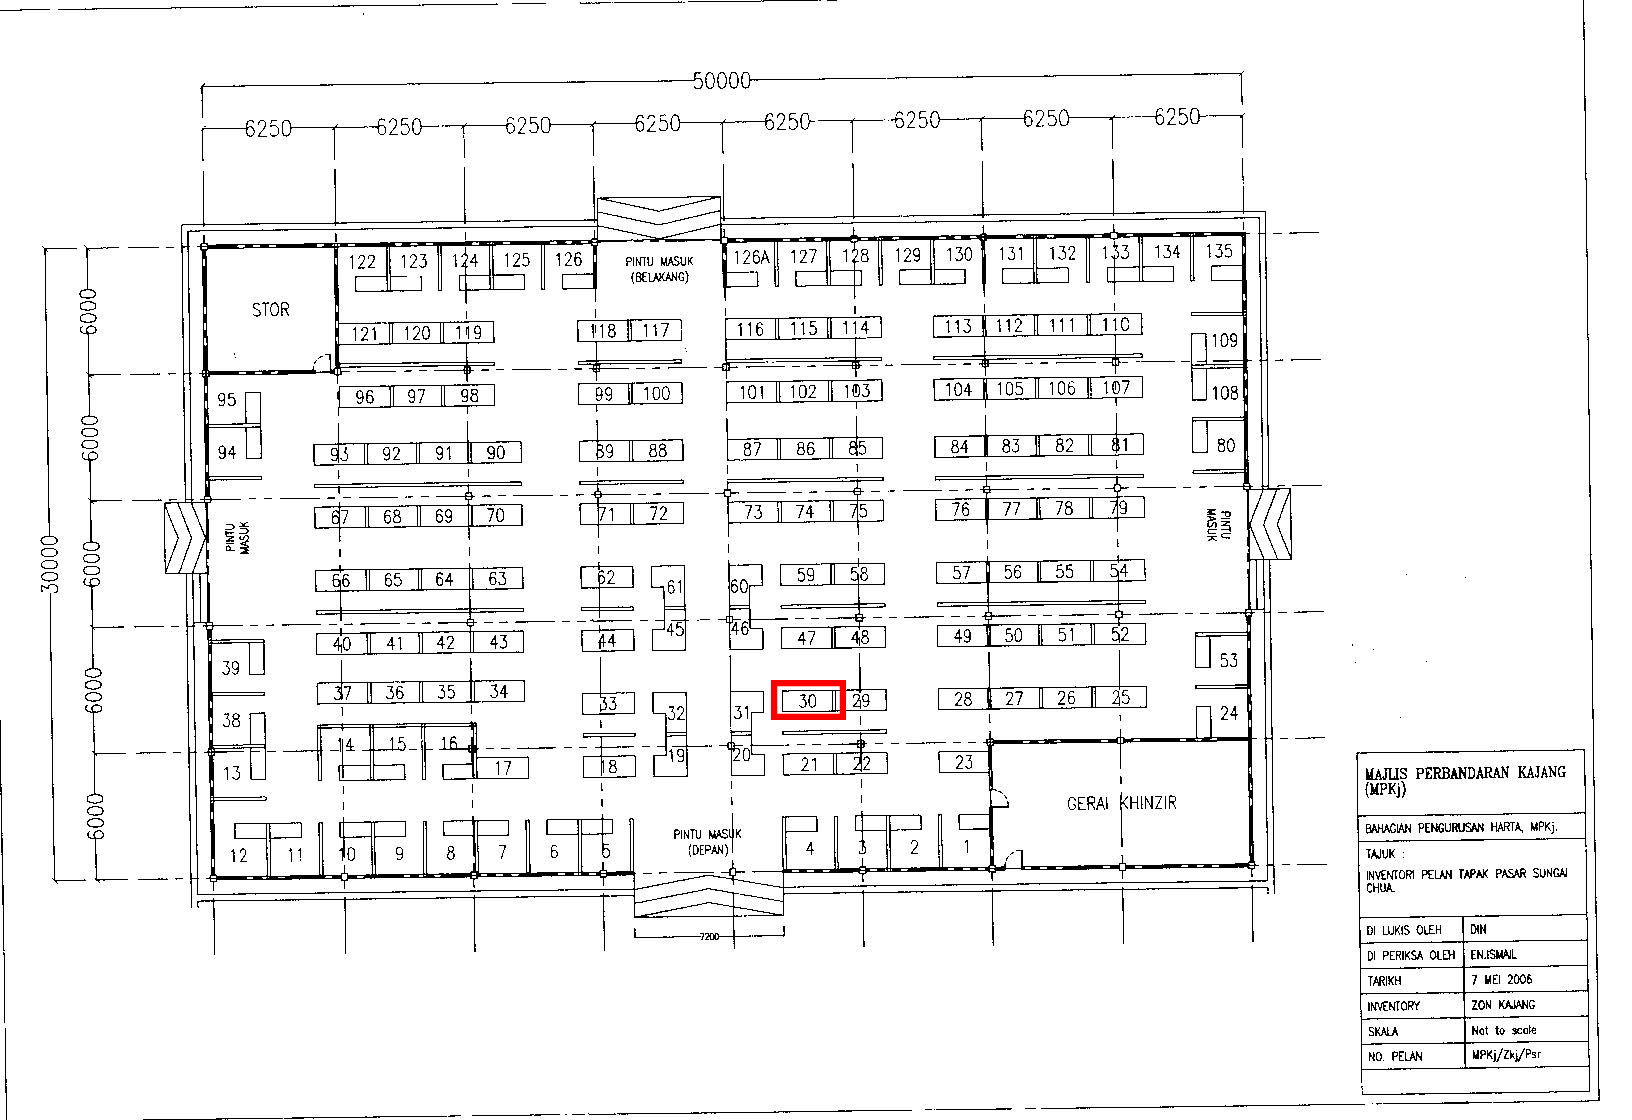 50000
6250 6250 6250 6250 6250 6250 6250 6250
122 123 124 125 126 PINTU MASUK 126A 127 128 129 130 131 132 133 134 135
(BELAKANG)
6000 STOR
121 120 119 118 117 116 115 114 113 112 111 110
109
95 96 97 98 99 100 101 102 103 104 105 106 107 108
6000
94 93 92 91 90 89 88 87 86 85 84 83 82 81 80
67 68 69 70 71 72 73 74 75 76 77 78 79
PINTU
MASUK
PINTU
MASUK
30000
6000
66 65 64 63 62 61 60 59 58 57 56 55 54
40 41 42 43 44 45 46 47 48 49 50 51 52
39 53
6000
37 36 35 34 33 32 31 30 29 28 27 26 25
38 24
14 15 16
13 17 18 19 20 21 22 23
6000 GERAI KHINZIR
PINTU MASUK
(DEPAN)
12 11 10 9 8 7 6 5 4 3 2 1
7200
MAJLIS PERBANDARAN KAJANG
(MPKj)
BAHAGIAN PENGURUSAN HARTA, MPKj.
TAJUK :
INVENTORI PELAN TAPAK PASAR SUNGAI
CHUA.
DI LUKIS OLEH DIN
DI PERIKSA OLEH EN.ISMAIL
TARIKH 7 MEI 2006
INVENTORY ZON KAJANG
SKALA Not to scale
NO. PELAN MPKj/Zkj/Psr